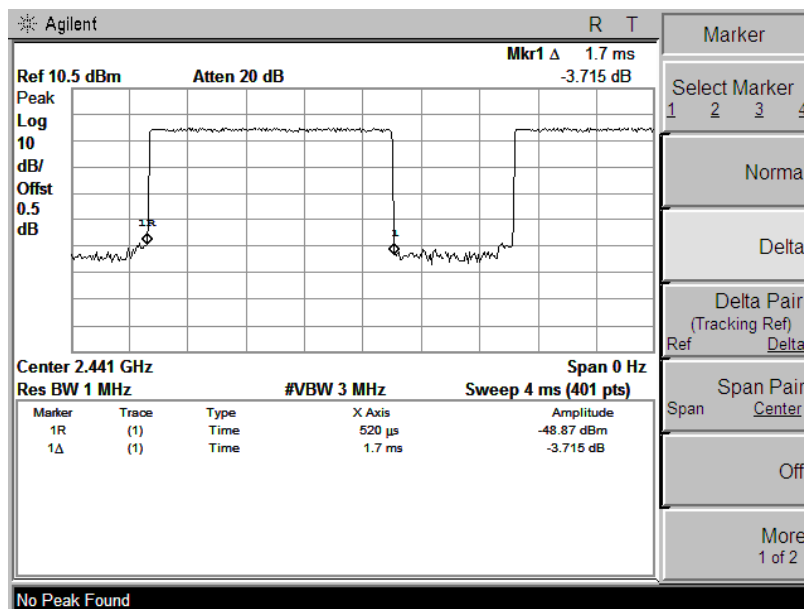 Agilent R T
Mkr1 Δ 1.7 ms
Ref 10.5 dBm Atten 20 dB -3.715 dB
Peak
Log
10
dB/
Offst
0.5
dB
1R
1
Center 2.441 GHz Span 0 Hz
Res BW 1 MHz #VBW 3 MHz Sweep 4 ms (401 pts)
Marker Trace Type X Axis Amplitude
1R (1) Time 520 µs -48.87 dBm
1Δ (1) Time 1.7 ms -3.715 dB
No Peak Found
Marker
Select Marker
1 2 3 4
Norma
Delta
Delta Pair
(Tracking Ref)
Ref Delta
Span Pair
Span Center
Off
More
1 of 2